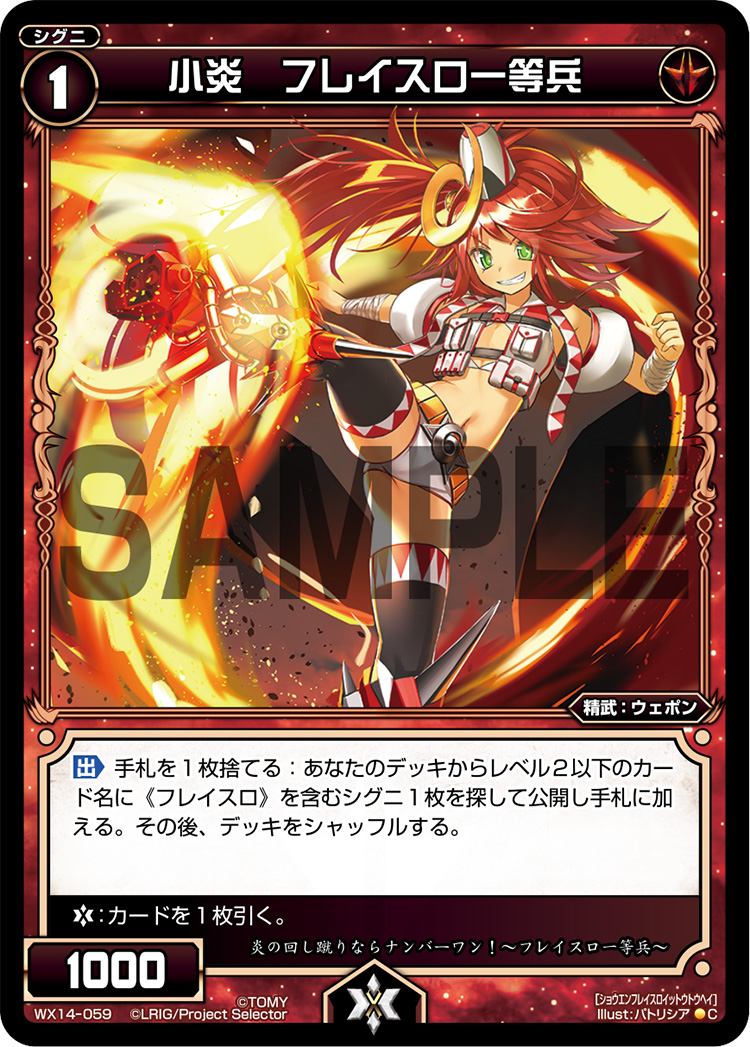 シグニ
1
小炎　フレイスロー等兵
SAMPLE
精武：ウェポン
出 手札を１枚捨てる：あなたのデッキからレベル２以下のカー
ド名に《フレイスロ》を含むシグニ１枚を探して公開し手札に加
える。その後、デッキをシャッフルする。
：カードを１枚引く。
炎の回し蹴りならナンバーワン！～フレイスロー等兵～
1000
©TOMY
［ショウエンフレイスロイットウトウヘイ］
WX14-059 ©LRIG/Project Selector
Illust:パトリシア C